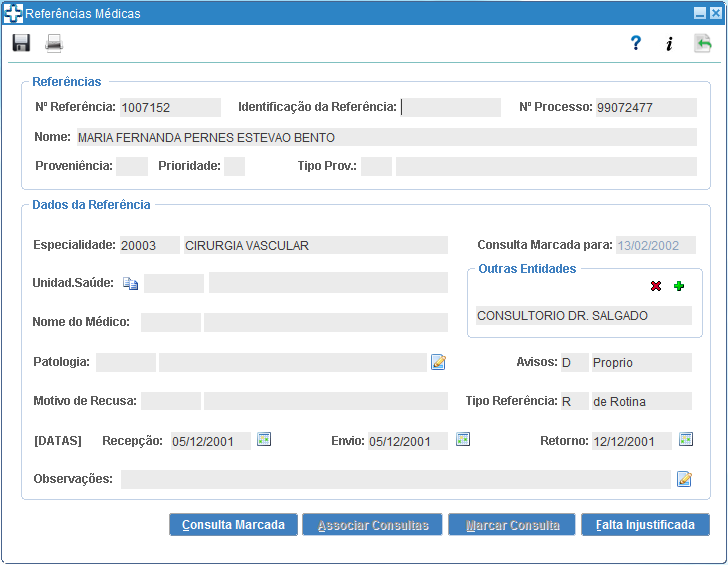 Referências Médicas
? i
Referências
Nº Referência: 1007152 Identificação da Referência: Nº Processo: 99072477
Nome: MARIA FERNANDA PERNES ESTEVAO BENTO
Proveniência: Prioridade: Tipo Prov.:
Dados da Referência
Especialidade: 20003 CIRURGIA VASCULAR Consulta Marcada para: 13/02/2002
Unidad.Saúde: Outras Entidades
CONSULTORIO DR. SALGADO
Nome do Médico:
Patologia: Avisos: D Proprio
Motivo de Recusa: Tipo Referência: R de Rotina
[DATAS] Recepção: 05/12/2001 Envio: 05/12/2001 Retorno: 12/12/2001
Observações:
Consulta Marcada Associar Consultas Marcar Consulta Falta Injustificada